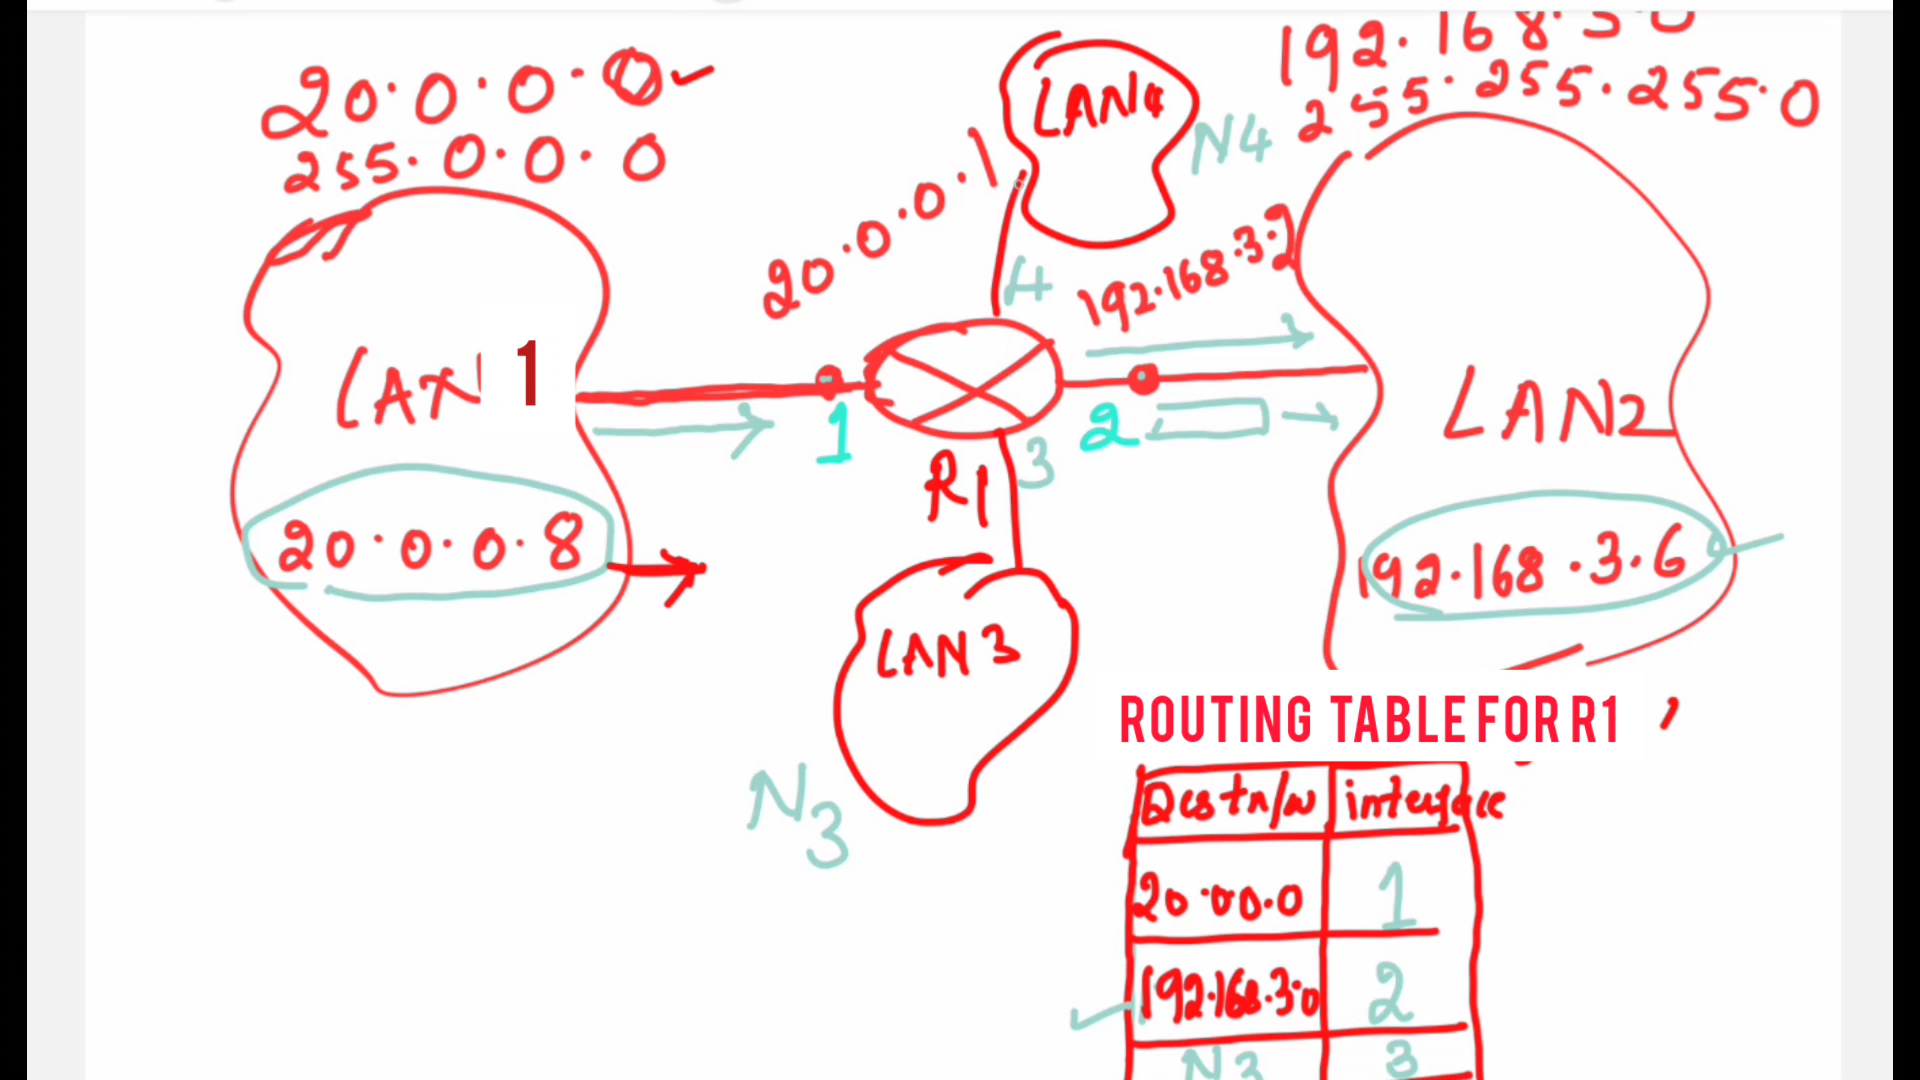 20.0.0.0
255.0.0.0
192.168.3.0
255.255.255.0
LAN4
N4
20.0.0.1
4
192.168.3.2
LAN 1
1
2
R1
3
LAN2
20.0.0.8
192.168.3.6
LAN 3
N3
ROUTING TABLE FOR R1
Destn/w interface
20.00.0 1
192.168.3.0 2
N3 3